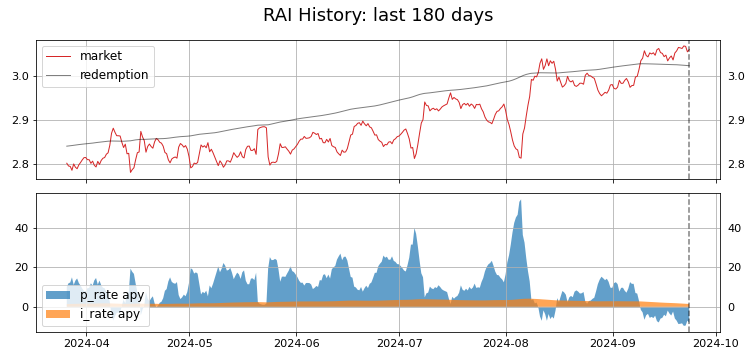 RAI History: last 180 days
market
redemption
3.0
2.9
2.8
3.0
2.9
2.8
40
20
0
40
20
0
p_rate apy
i_rate apy
2024-04 2024-05 2024-06 2024-07 2024-08 2024-09 2024-10